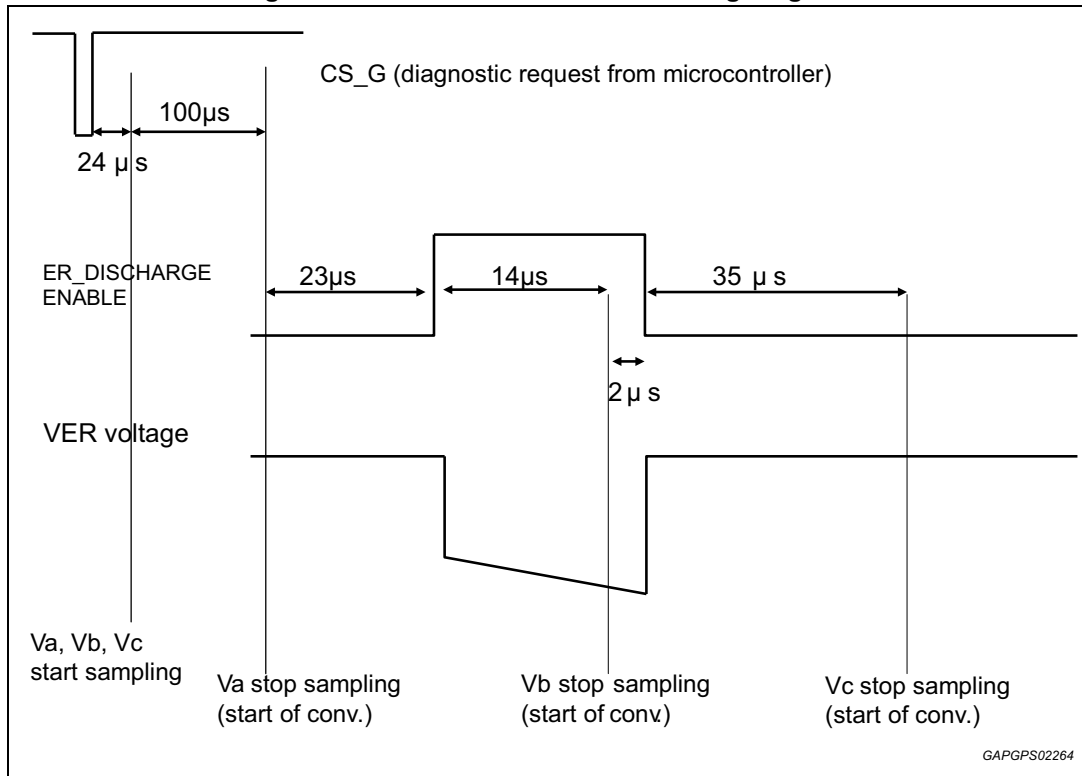 CS_G (diagnostic request from microcontroller)
100µs
24 µ s
ER_DISCHARGE
ENABLE
23µs
14µs
35 µ s
2 µ s
VER voltage
Va, Vb, Vc
start sampling
Va stop sampling
(start of conv.)
Vb stop sampling
(start of conv.)
Vc stop sampling
(start of conv.)
GAPGPS02264